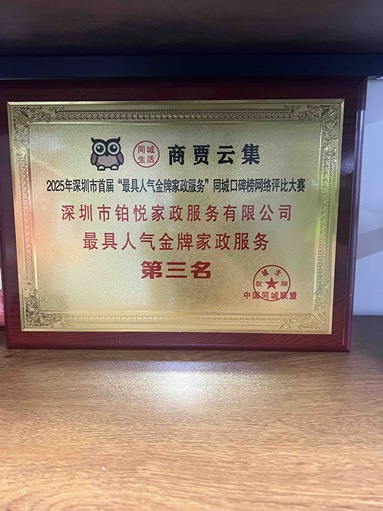 同城
生活
商贾云集
2025年深圳市首届“最具人气金牌家政服务”同城口碑榜网络评比大赛
深圳市铂悦家政服务有限公司
最具人气金牌家政服务
第三名
中国同城联盟